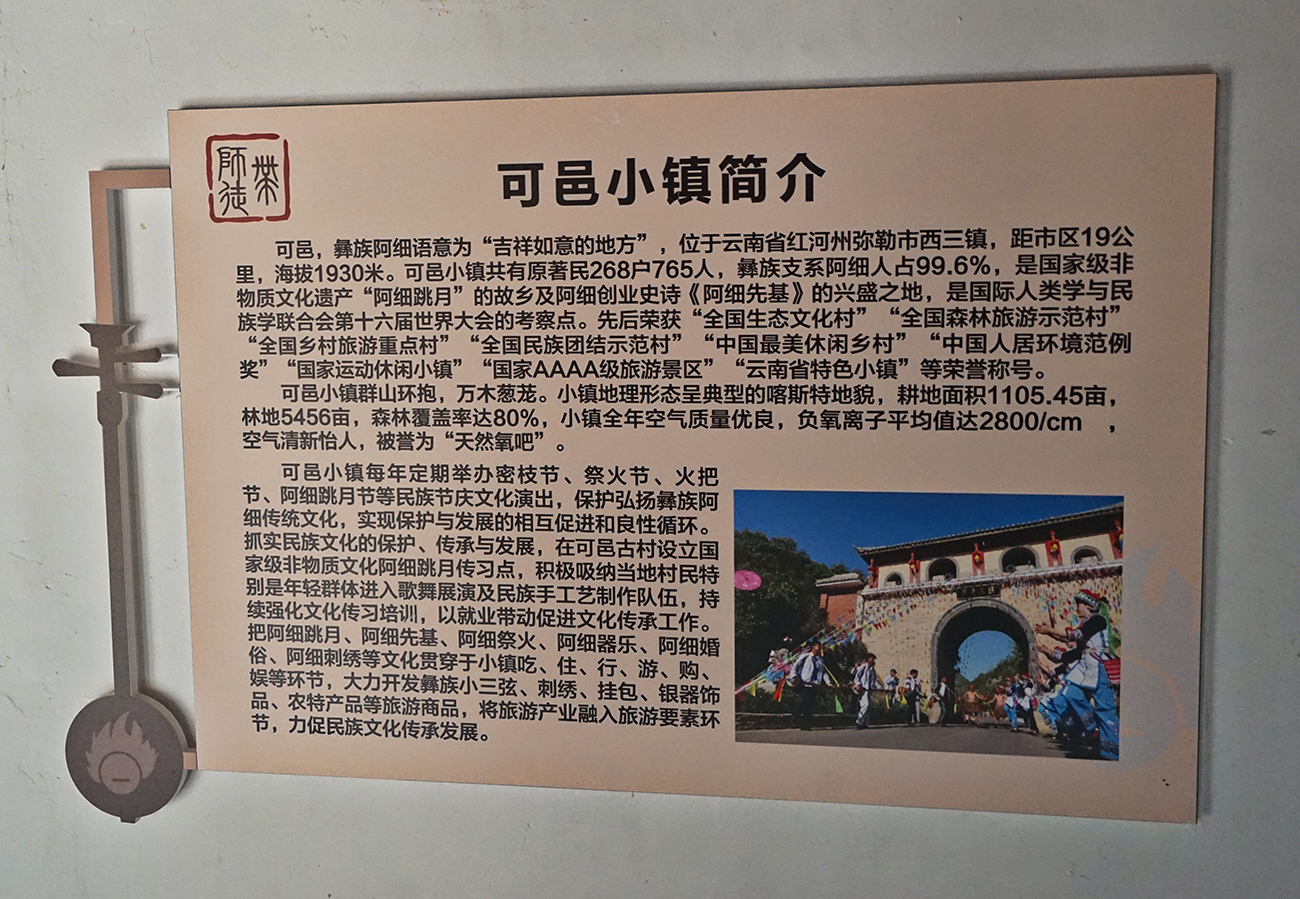 師徒
可邑小镇简介
可邑，彝族阿细语意为“吉祥如意的地方”，位于云南省红河州弥勒市西三镇，距市区19公
里，海拔1930米。可邑小镇共有原著民268户765人，彝族支系阿细人占99.6%，是国家级非
物质文化遗产“阿细跳月”的故乡及阿细创业史诗《阿细先基》的兴盛之地，是国际人类学与民
族学联合会第十六届世界大会的考察点。先后荣获“全国生态文化村”“全国森林旅游示范村”
“全国乡村旅游重点村”“全国民族团结示范村”“中国最美休闲乡村”“中国人居环境范例
奖”“国家运动休闲小镇”“国家AAAA级旅游景区”“云南省特色小镇”等荣誉称号。
可邑小镇群山环抱，万木葱茏。小镇地理形态呈典型的喀斯特地貌，耕地面积1105.45亩，
林地5456亩，森林覆盖率达80%，小镇全年空气质量优良，负氧离子平均值达2800/cm ，
空气清新怡人，被誉为“天然氧吧”。
可邑小镇每年定期举办密枝节、祭火节、火把
节、阿细跳月节等民族节庆文化演出，保护弘扬彝族阿
细传统文化，实现保护与发展的相互促进和良性循环。
抓实民族文化的保护、传承与发展，在可邑古村设立国
家级非物质文化阿细跳月传习点，积极吸纳当地村民特
别是年轻群体进入歌舞展演及民族手工艺制作队伍，持
续强化文化传习培训，以就业带动促进文化传承工作。
把阿细跳月、阿细先基、阿细祭火、阿细器乐、阿细婚
俗、阿细刺绣等文化贯穿于小镇吃、住、行、游、购、
娱等环节，大力开发彝族小三弦、刺绣、挂包、银器饰
品、农特产品等旅游商品，将旅游产业融入旅游要素环
节，力促民族文化传承发展。